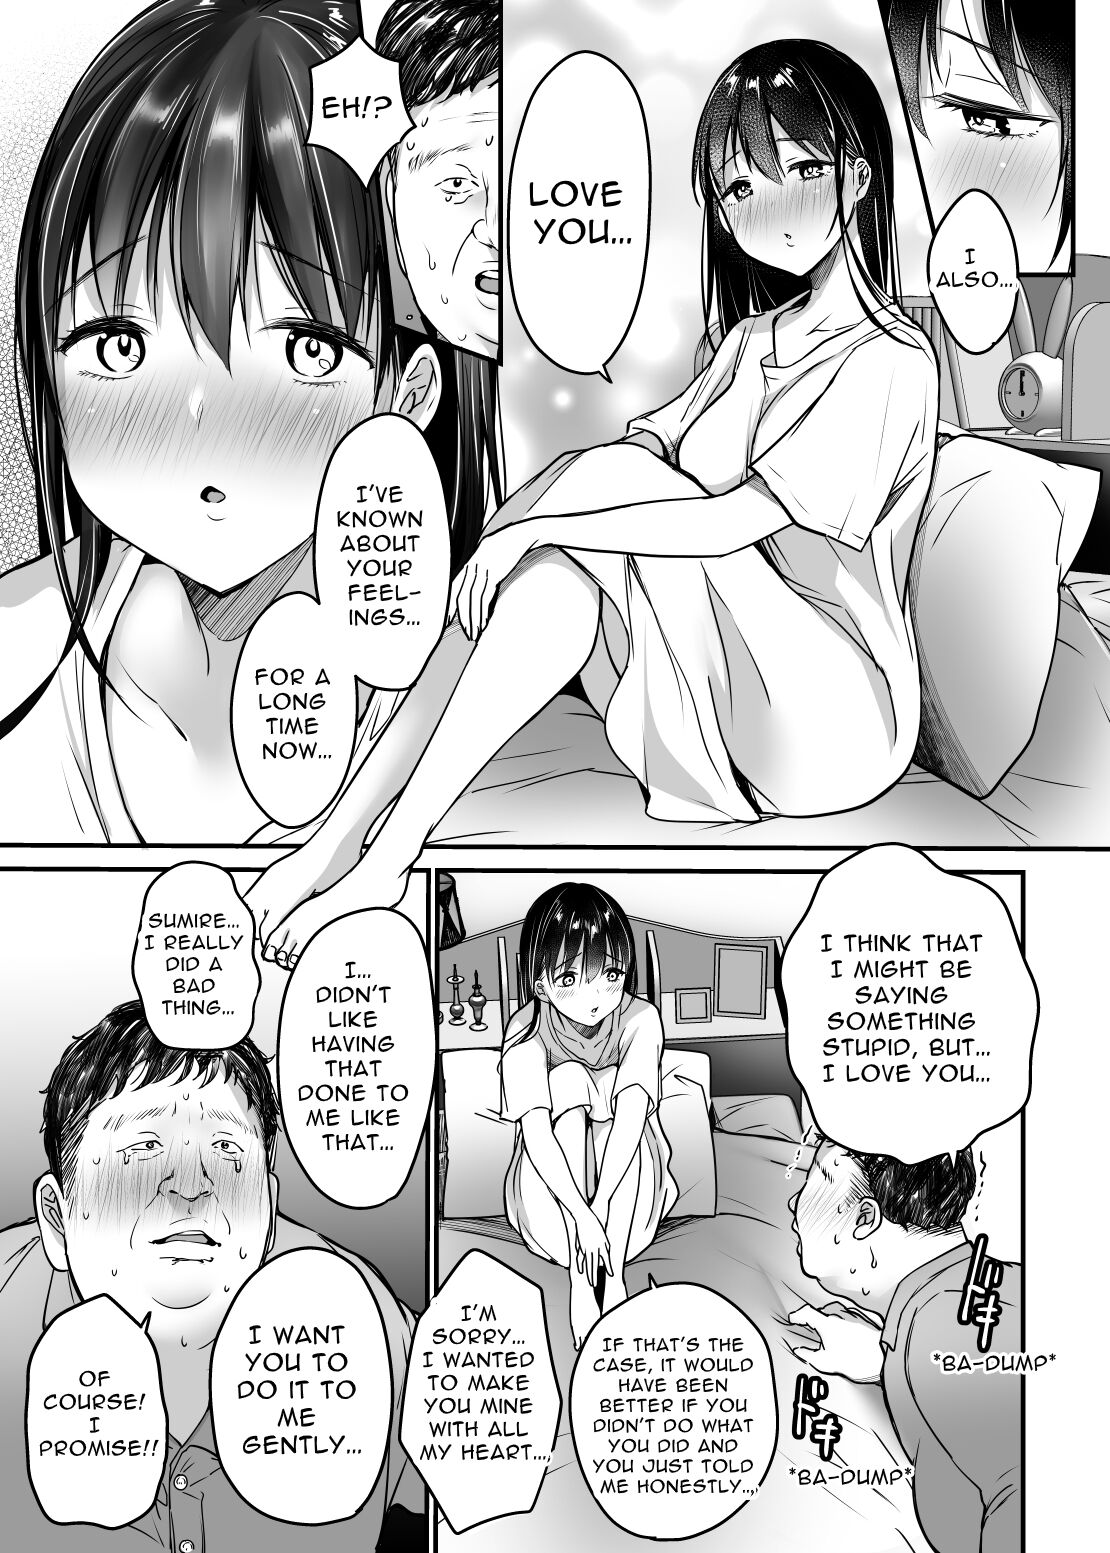 I
ALSO...
LOVE
YOU...
EH!?
I'VE
KNOWN
ABOUT
YOUR
FEEL-
INGS...
FOR A
LONG
TIME
NOW...
I THINK THAT
I MIGHT BE
SAYING
SOMETHING
STUPID, BUT...
I LOVE YOU...
ドキ
*BA-DUMP*
ドキ
*BA-DUMP*
IF THAT'S THE
CASE, IT WOULD
HAVE BEEN
BETTER IF YOU
DIDN'T DO WHAT
YOU DID AND
YOU JUST TOLD
ME HONESTLY...
I'M
SORRY...
I WANTED
TO MAKE
YOU MINE
WITH ALL
MY HEART...
I...
DIDN'T
LIKE
HAVING
THAT
DONE TO
ME LIKE
THAT...
SUMIRE...
I REALLY
DID A
BAD
THING...
I WANT
YOU TO
DO IT TO
ME
GENTLY...
OF
COURSE!
I
PROMISE!!